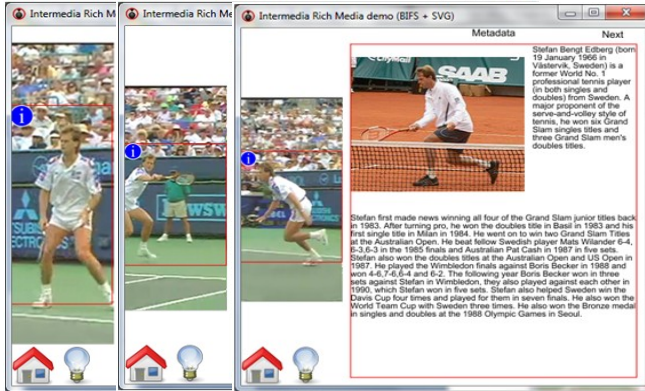 Intermedia Rich M
Intermedia Rich Me
Intermedia Rich Media demo (BIFS + SVG)
Metadata Next
i
i
i
SAAB
Stefan Bengt Edberg (born
19 January 1966 in
Västervik, Sweden) is a
former World No. 1
professional tennis player
(in both singles and
doubles) from Sweden. A
major proponent of the
serve-and-volley style of
tennis, he won six Grand
Slam singles titles and
three Grand Slam men's
doubles titles.
Stefan first made news winning all four of the Grand Slam junior titles back
in 1983. After turning pro, he won the doubles title in Basil in 1983 and his
first single title in Milan in 1984. He went on to win two Grand Slam Titles
at the Australian Open. He beat fellow Swedish player Mats Wilander 6-4,
6-3,6-3 in the 1985 finals and Australian Pat Cash in 1987 in five sets.
Stefan also won the doubles titles at the Australian Open and US Open in
1987. He played the Wimbledon finals against Boris Becker in 1988 and
won 4-6,7-6,6-4 and 6-2. The following year Boris Becker won in three
sets against Stefan in Wimbledon, they also played against each other in
1990, which Stefan won in five sets. Stefan also helped Sweden win the
Davis Cup four times and played for them in seven finals. He also won the
World Team Cup with Sweden three times. He also won the Bronze medal
in singles and doubles at the 1988 Olympic Games in Seoul.